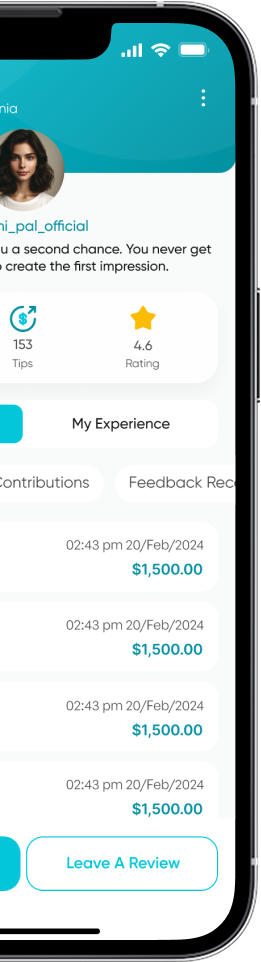 nia
ni_pal_official
u a second chance. You never get
o create the first impression.
153
4.6
Tips
Rating
My Experience
Contributions
Feedback Rec
02:43 pm 20/Feb/2024
$1,500.00
02:43 pm 20/Feb/2024
$1,500.00
02:43 pm 20/Feb/2024
$1,500.00
02:43 pm 20/Feb/2024
$1,500.00
Leave A Review